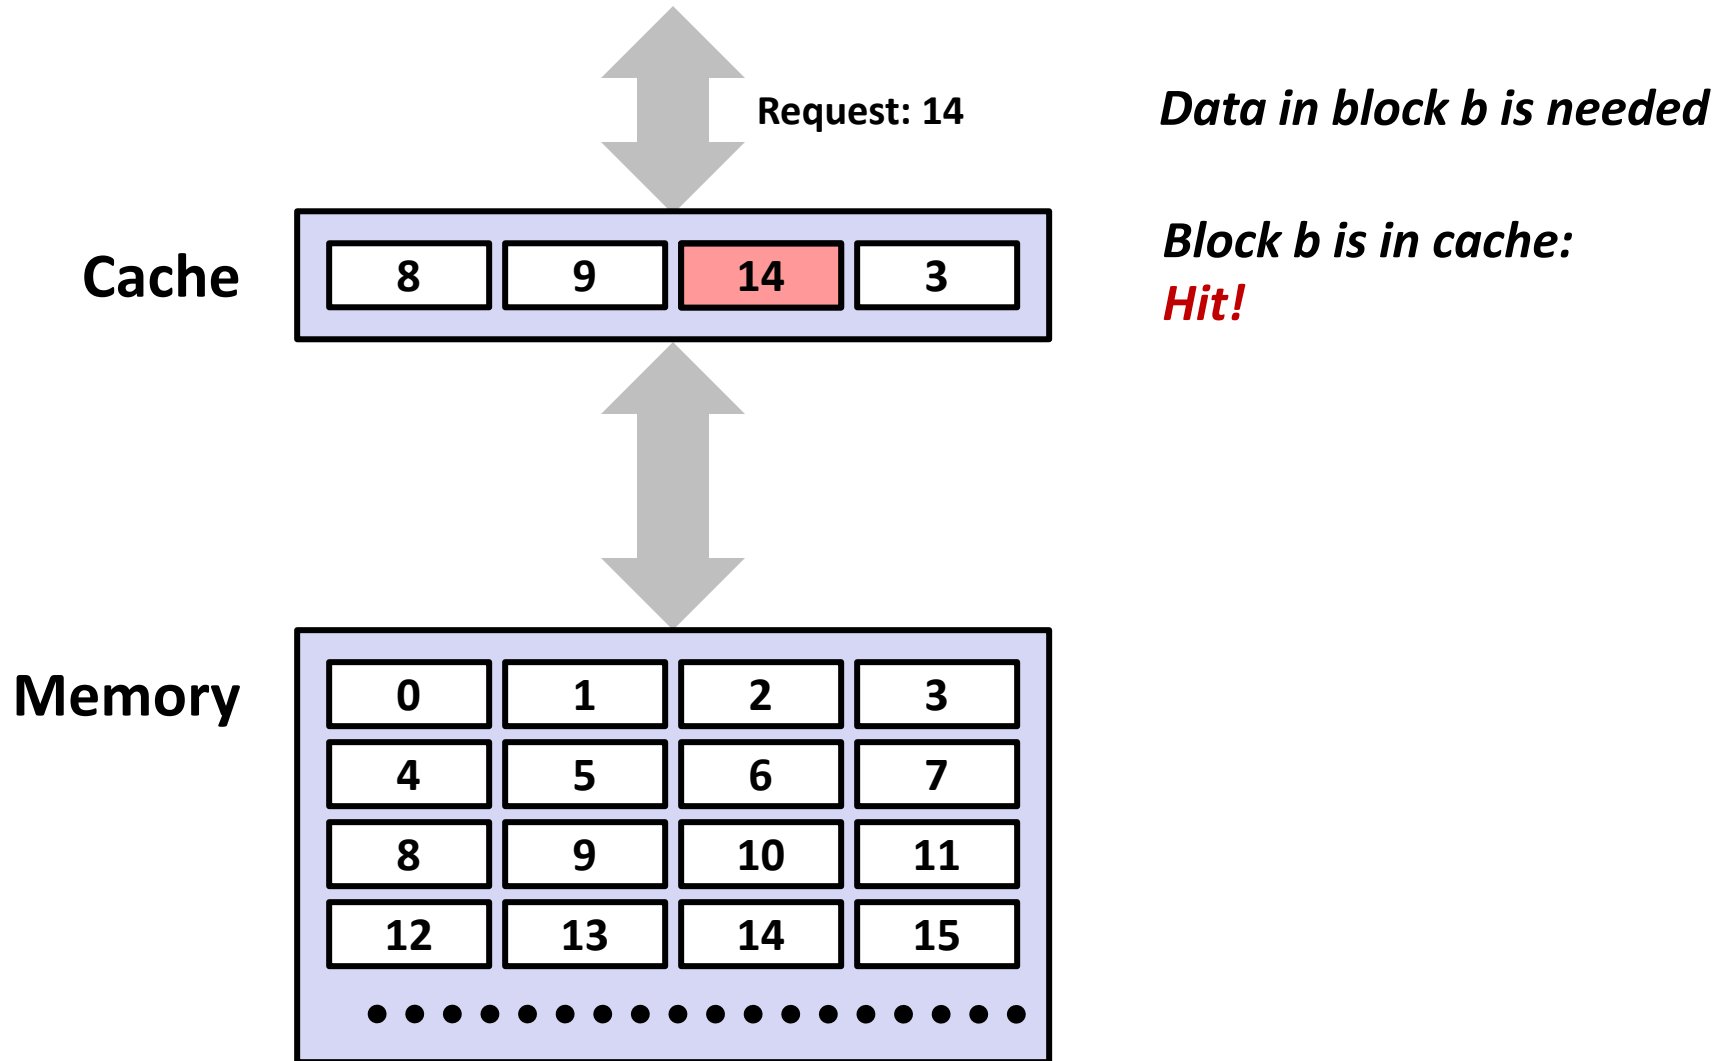 Request: 14
Data in block b is needed
Cache
8 9 14 3
Block b is in cache:
Hit!
Memory
0 1 2 3
4 5 6 7
8 9 10 11
12 13 14 15